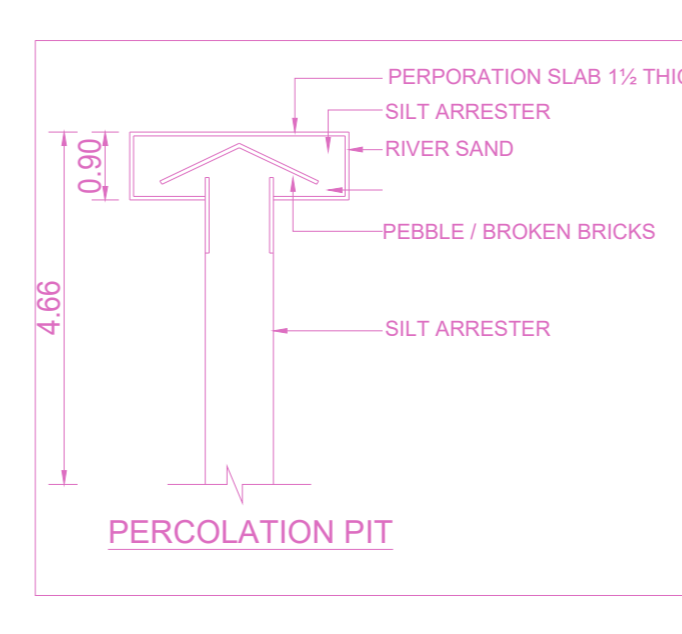 PERPORATION SLAB 1½
SILT ARRESTER
RIVER SAND
0.90
PEBBLE / BROKEN BRICKS
4.66
SILT ARRESTER
PERCOLATION PIT